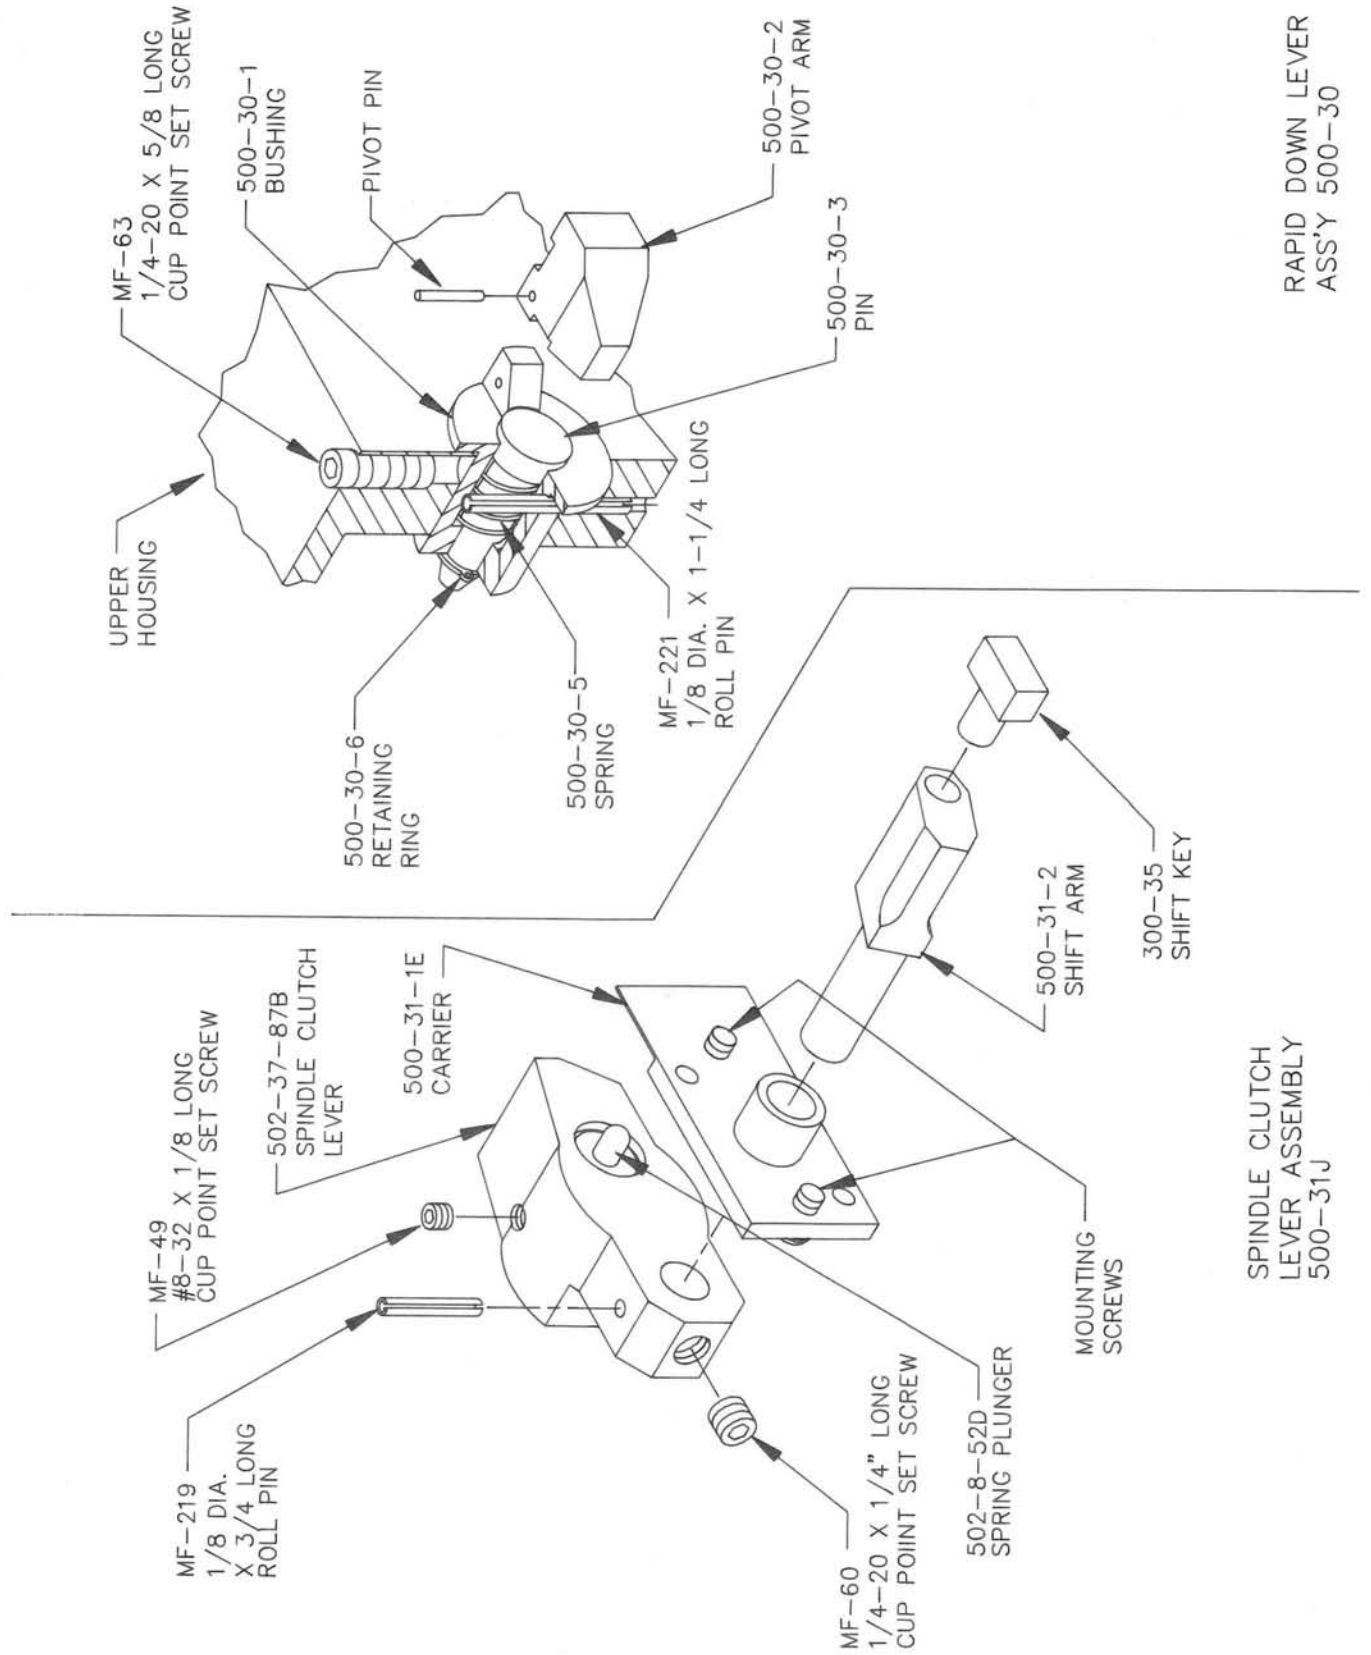 UPPER
HOUSING
MF-63
1/4-20 X 5/8 LONG
CUP POINT SET SCREW
500-30-1
BUSHING
PIVOT PIN
500-30-2
PIVOT ARM
500-30-3
PIN
500-30-6
RETAINING
RING
500-30-5
SPRING
MF-221
1/8 DIA. X 1-1/4 LONG
ROLL PIN
RAPID DOWN LEVER
ASS'Y 500-30
MF-219
1/8 DIA.
X 3/4 LONG
ROLL PIN
MF-49
#8-32 X 1/8 LONG
CUP POINT SET SCREW
502-37-87B
SPINDLE CLUTCH
LEVER
500-31-1E
CARRIER
MF-60
1/4-20 X 1/4" LONG
CUP POINT SET SCREW
502-8-52D
SPRING PLUNGER
MOUNTING
SCREWS
500-31-2
SHIFT ARM
300-35
SHIFT KEY
SPINDLE CLUTCH
LEVER ASSEMBLY
500-31J